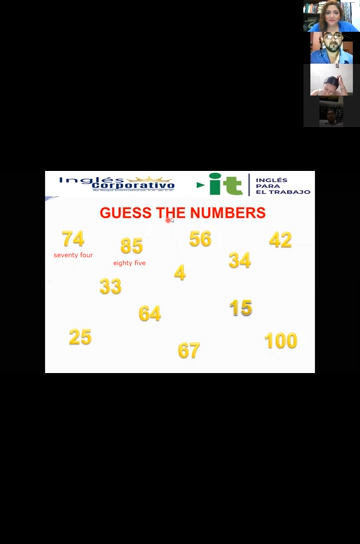 Inglés
Corporativo
it
INGLÉS
PARA
EL TRABAJO
GUESS THE NUMBERS
74
seventy four
85
eighty five
56
42
34
4
33
64
15
25
67
100